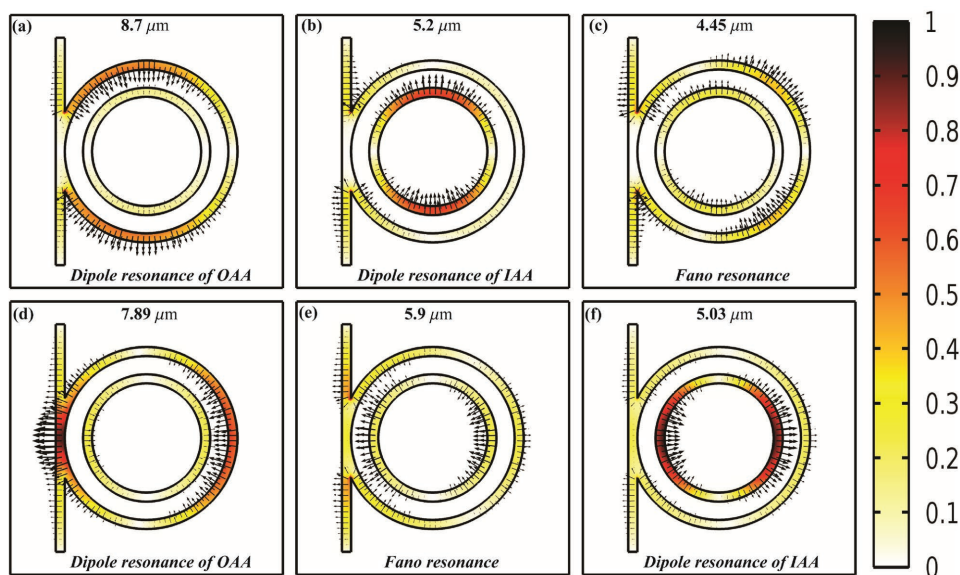 (a) 8.7 μm
Dipole resonance of OAA
(b) 5.2 μm
Dipole resonance of IAA
(c) 4.45 μm
Fano resonance
(d) 7.89 μm
Dipole resonance of OAA
(e) 5.9 μm
Fano resonance
(f) 5.03 μm
Dipole resonance of IAA
1
0.9
0.8
0.7
0.6
0.5
0.4
0.3
0.2
0.1
0